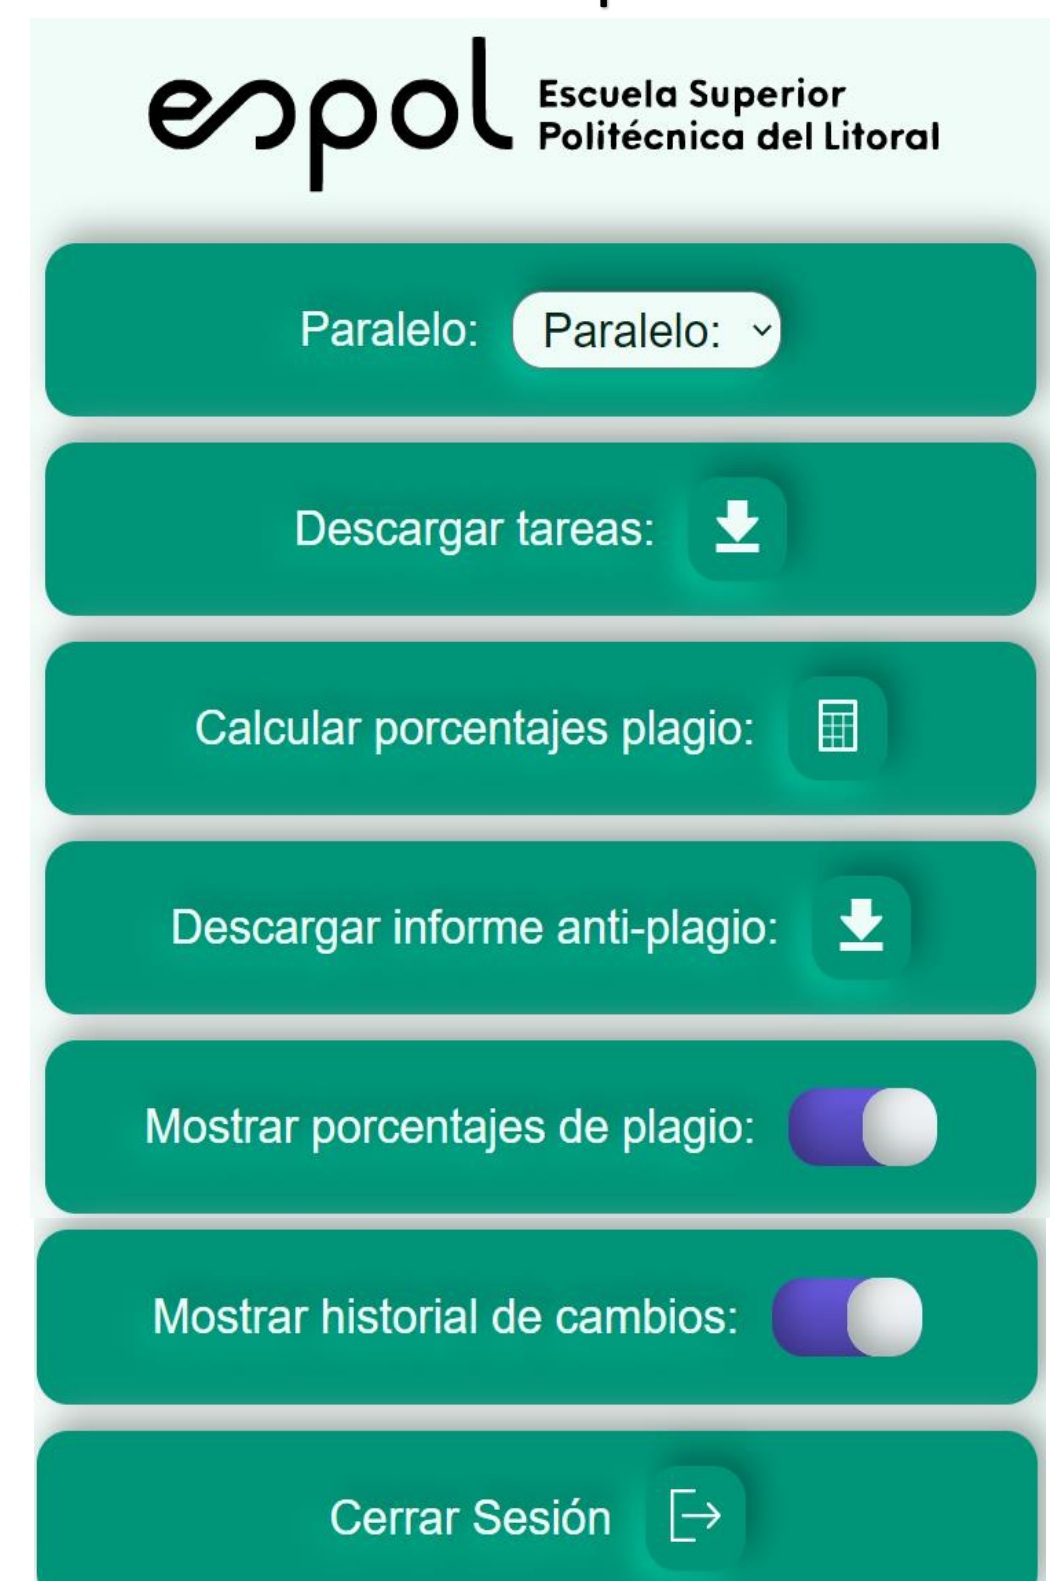 espol
Escuela Superior
Politécnica del Litoral
Paralelo: Paralelo:
Descargar tareas:
Calcular porcentajes plagio:
Descargar informe anti-plagio:
Mostrar porcentajes de plagio:
Mostrar historial de cambios:
Cerrar Sesión